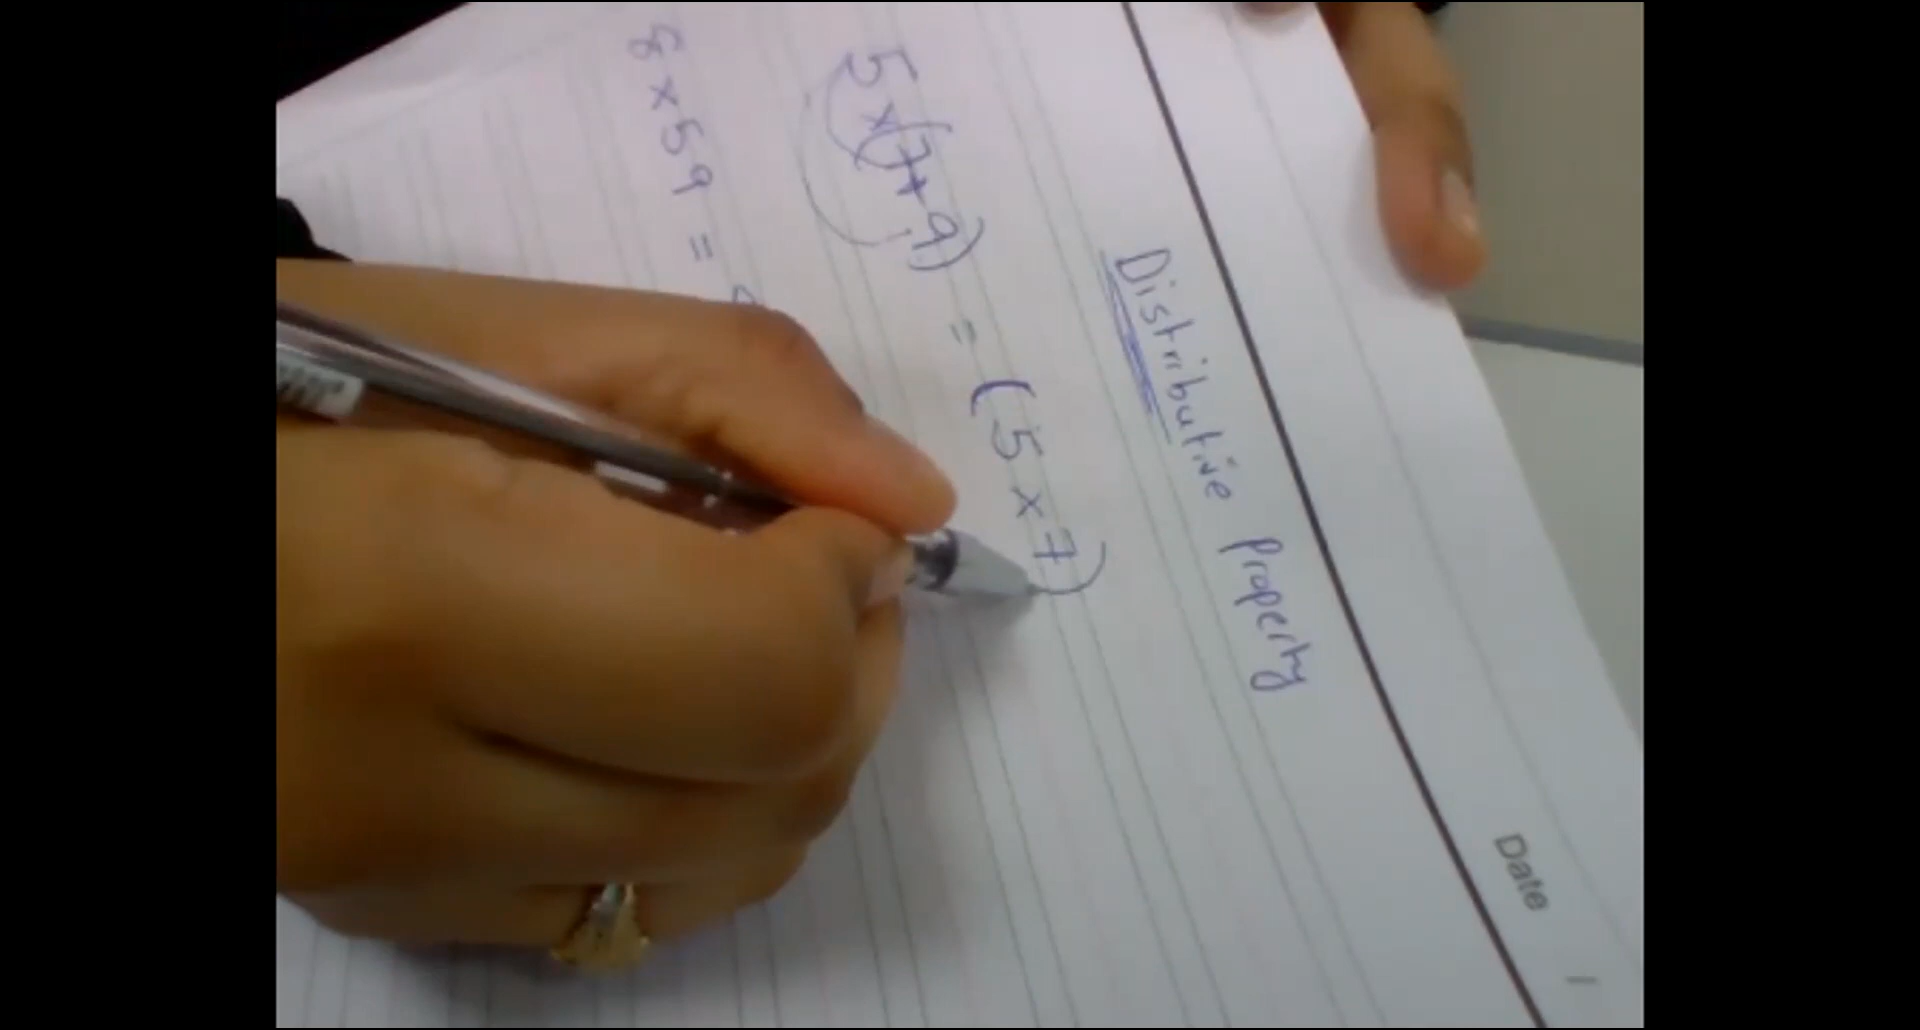 Date /
Distributive property
5×(7+9) = (5 × 7)
8 × 59 =